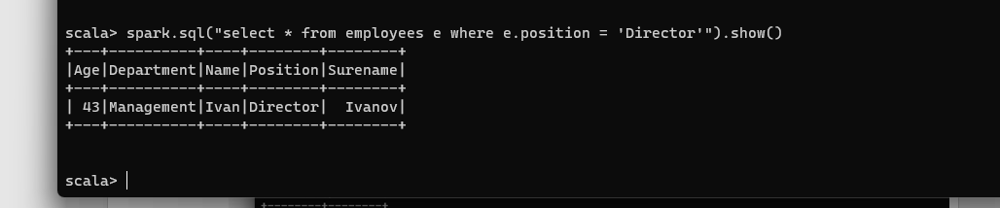 scala> spark.sql("select * from employees e where e.position = 'Director'").show()
+---+----------+----+--------+--------+
|Age|Department|Name|Position|Surename|
+---+----------+----+--------+--------+
| 43|Management|Ivan|Director|  Ivanov|
+---+----------+----+--------+--------+
scala>
+--------+--------+